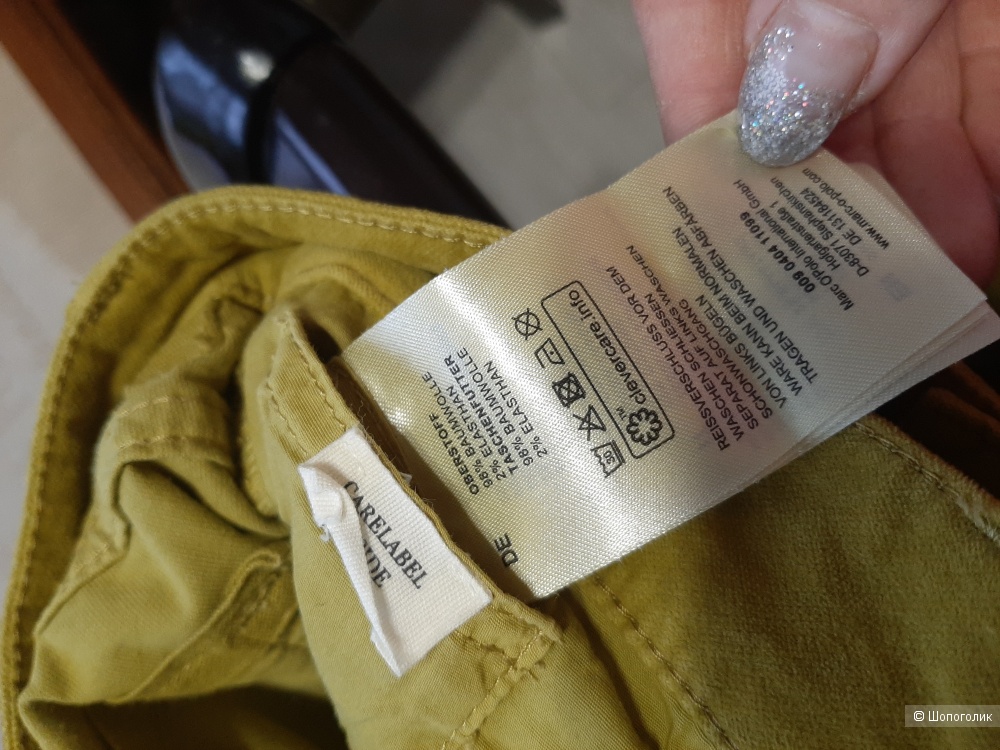 DE
OBERSTOFF
98% BAUMWOLLE
2% ELASTHAN
TASCHENFUTTER
98% BAUMWOLLE
2% ELASTHAN
30
clevercare.info
TM
REISSVERSCHLUSS VOR DEM
WASCHEN SCHLIESSEN
SEPARAT AUF LINKS WASCHEN
SCHONWASCHGANG
VON LINKS BÜGELN
WARE KANN BEIM NORMALEN
TRAGEN UND WASCHEN ABFÄRBEN
009 0404 11099
Marc O'Polo International GmbH
Hofgartenstraße 1
D-83071 Stephanskirchen
DE 131184524
www.marc-o-polo.com
CARELABEL
© Шопоголик